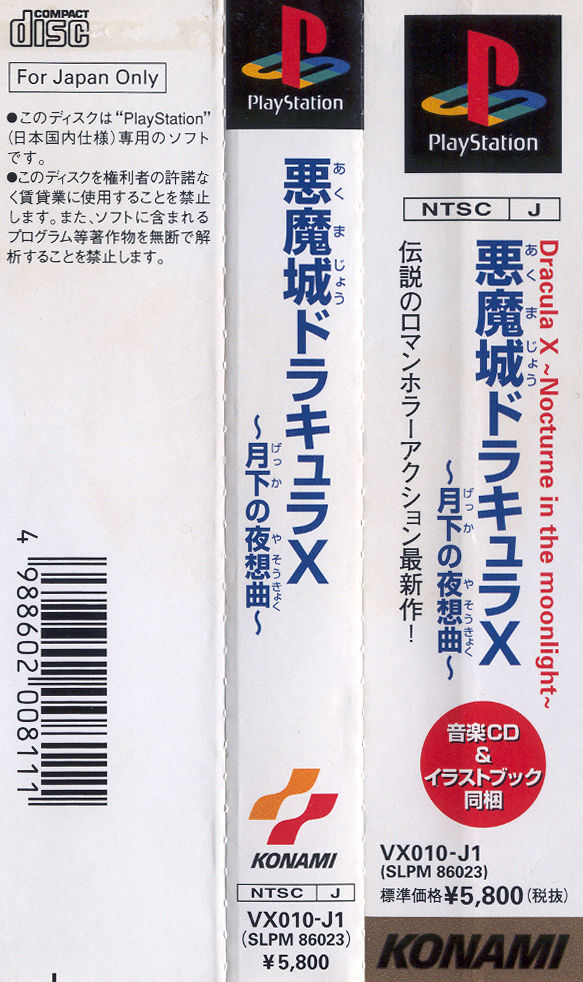 COMPACT
disc
For Japan Only
●このディスクは“PlayStation”
(日本国内仕様)専用のソフト
です。
●このディスクを権利者の許諾な
く賃貸業に使用することを禁止
します。また、ソフトに含まれる
プログラム等著作物を無断で解
析することを禁止します。
4 988602 008111
PlayStation
あくまじょう
悪魔城ドラキュラX
げっか やそうきょく
～月下の夜想曲～
KONAMI
NTSC J
VX010-J1
(SLPM 86023)
¥5,800
PlayStation
NTSC J
Dracula X ~Nocturne in the moonlight~
あくまじょう
悪魔城ドラキュラX
げっか やそうきょく
～月下の夜想曲～
伝説のロマンホラーアクション最新作！
音楽CD
&
イラストブック
同梱
VX010-J1
(SLPM 86023)
標準価格¥5,800(税抜)
KONAMI